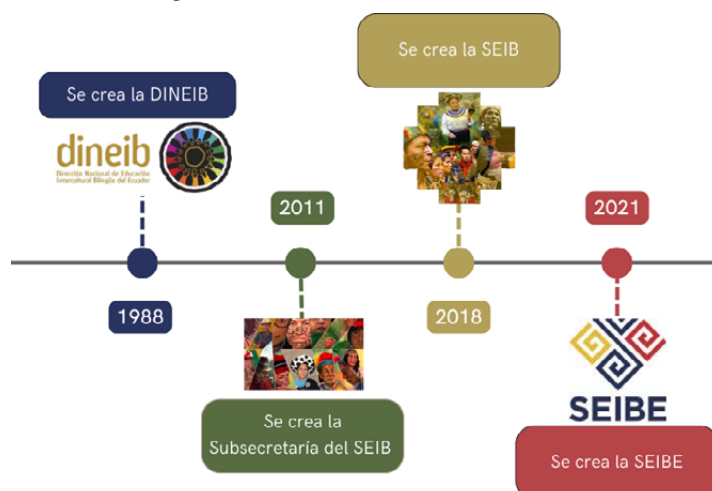 Se crea la SEIB
Se crea la DINEIB
dineib
Dirección Nacional de Educación
Intercultural Bilingüe del Ecuador
2011
2021
1988
2018
SEIBE
Se crea la
Subsecretaría del SEIB
Se crea la SEIBE